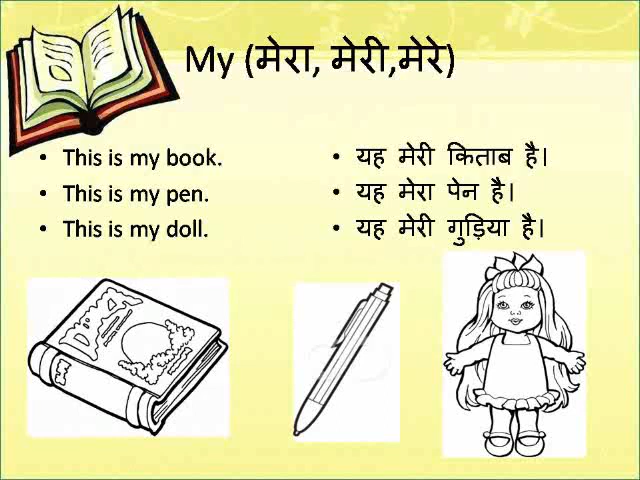 My (मेरा, मेरी,मेरे)
• This is my book.
• This is my pen.
• This is my doll.
• यह मेरी किताब है।
• यह मेरा पेन है।
• यह मेरी गुड़िया है।